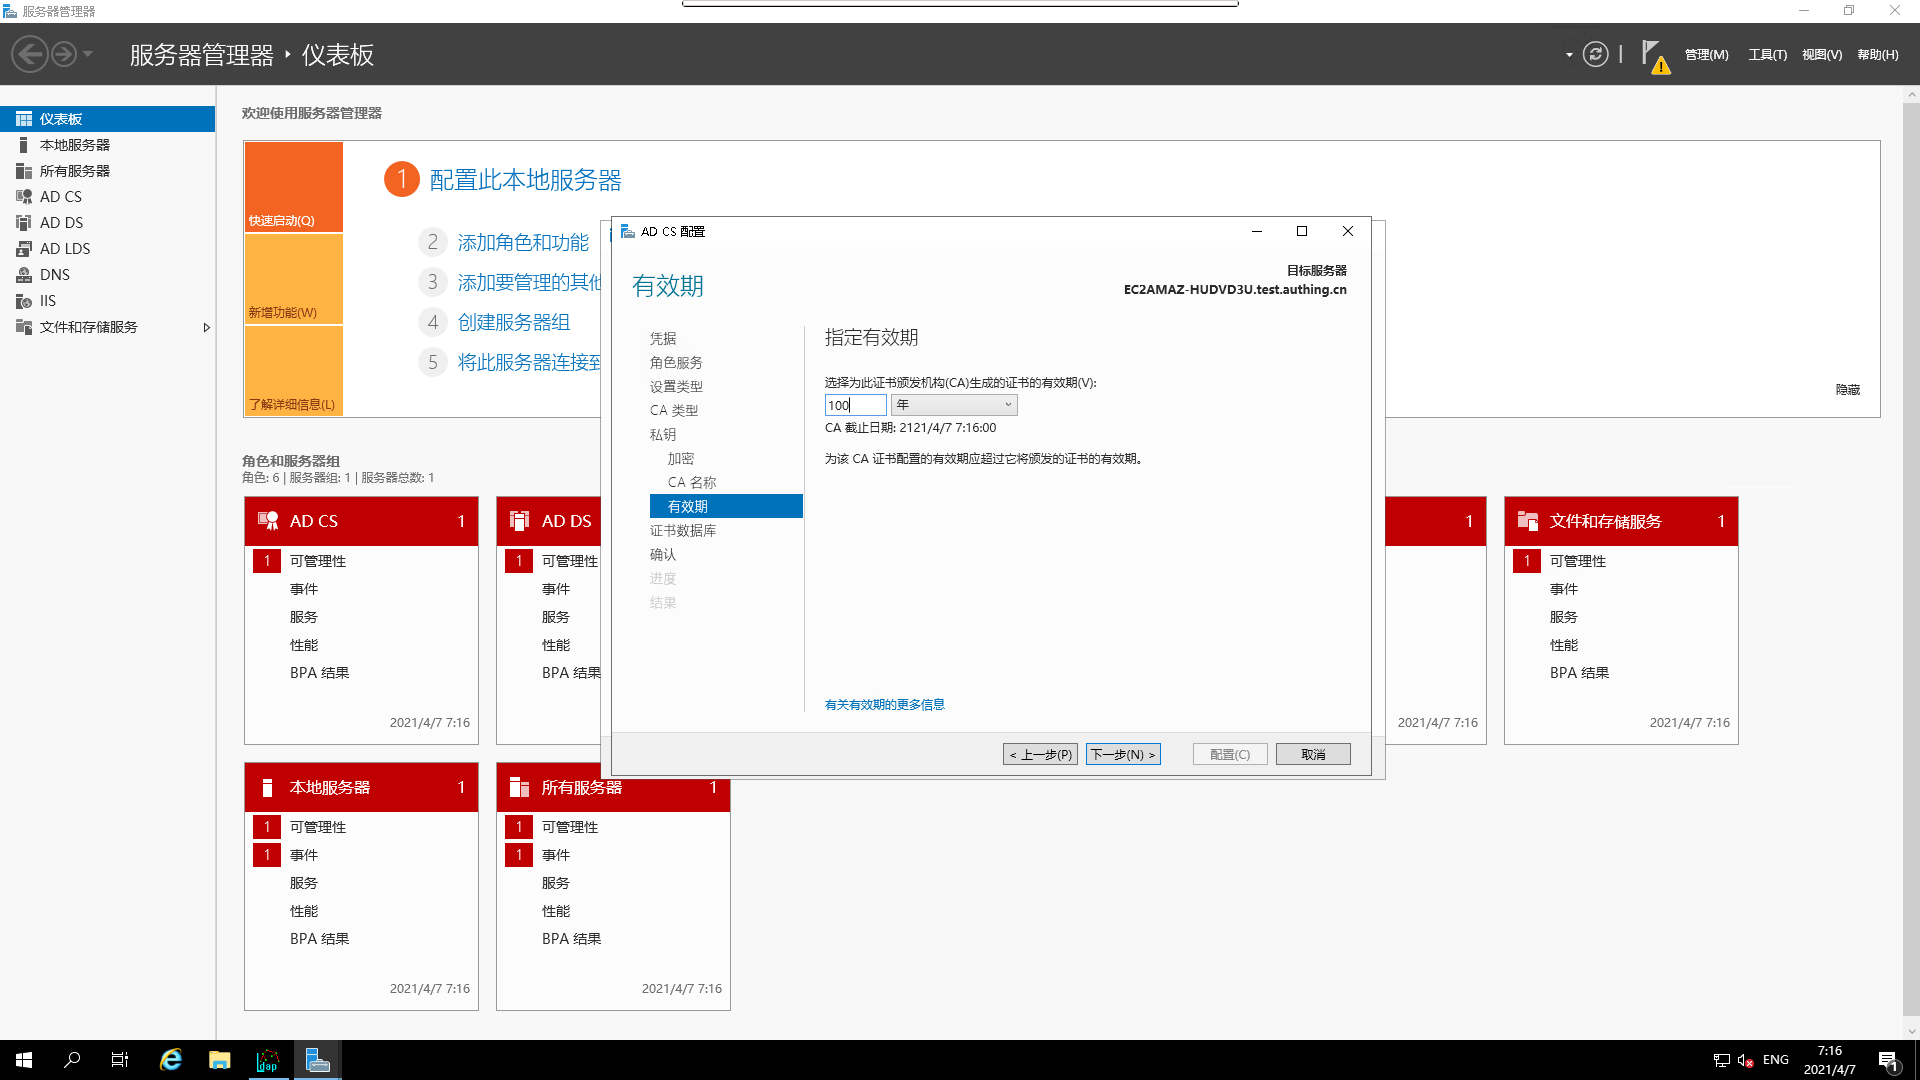 服务器管理器
服务器管理器 · 仪表板
管理(M) 工具(T) 视图(V) 帮助(H)
仪表板
本地服务器
所有服务器
AD CS
AD DS
AD LDS
DNS
IIS
文件和存储服务
欢迎使用服务器管理器
快速启动(Q)
新增功能(W)
了解详细信息(L)
1 配置此本地服务器
2 添加角色和功能
3 添加要管理的其他
4 创建服务器组
5 将此服务器连接到
隐藏
角色和服务器组
角色: 6 | 服务器组: 1 | 服务器总数: 1
AD CS 1
1 可管理性
事件
服务
性能
BPA 结果
2021/4/7 7:16
AD DS
1 可管理性
事件
服务
性能
BPA 结果
1
2021/4/7 7:16
文件和存储服务 1
1 可管理性
事件
服务
性能
BPA 结果
2021/4/7 7:16
本地服务器 1
1 可管理性
1 事件
服务
性能
BPA 结果
2021/4/7 7:16
所有服务器 1
1 可管理性
1 事件
服务
性能
BPA 结果
2021/4/7 7:16
AD CS 配置
有效期
目标服务器
EC2AMAZ-HUDVD3U.test.authing.cn
凭据
角色服务
设置类型
CA 类型
私钥
加密
CA 名称
有效期
证书数据库
确认
进度
结果
指定有效期
选择为此证书颁发机构(CA)生成的证书的有效期(V):
100 年
CA 截止日期: 2121/4/7 7:16:00
为该 CA 证书配置的有效期应超过它将颁发的证书的有效期。
有关有效期的更多信息
< 上一步(P) 下一步(N) > 配置(C) 取消
ldap
ENG
7:16
2021/4/7
1